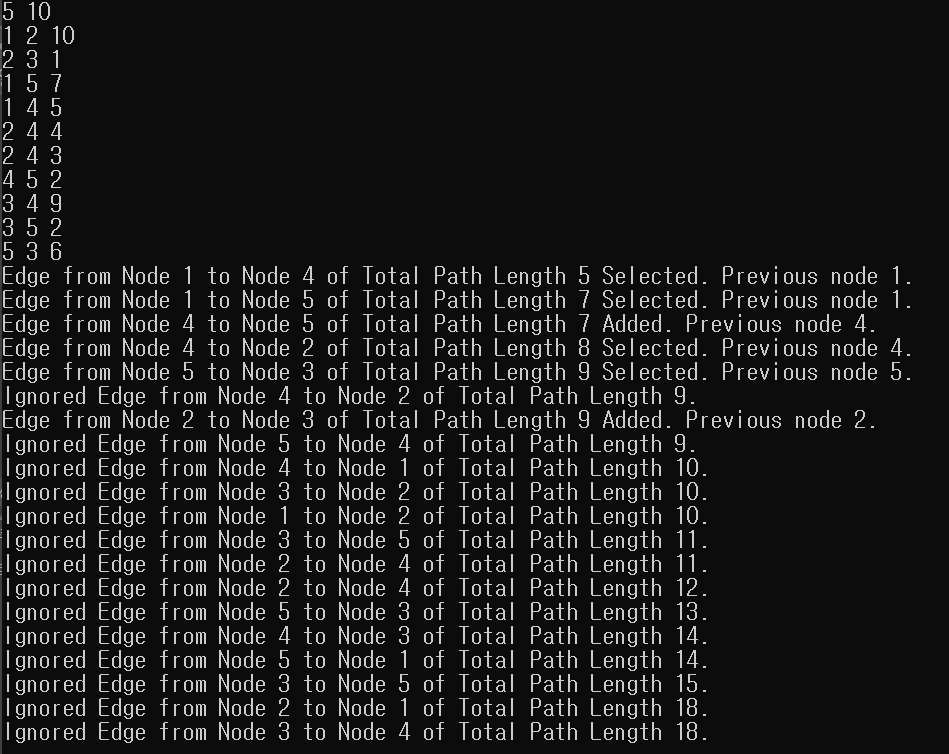 5 10
1 2 10
2 3 1
1 5 7
1 4 5
2 4 4
2 4 3
4 5 2
3 4 9
3 5 2
5 3 6
Edge from Node 1 to Node 4 of Total Path Length 5 Selected. Previous node 1.
Edge from Node 1 to Node 5 of Total Path Length 7 Selected. Previous node 1.
Edge from Node 4 to Node 5 of Total Path Length 7 Added. Previous node 4.
Edge from Node 4 to Node 2 of Total Path Length 8 Selected. Previous node 4.
Edge from Node 5 to Node 3 of Total Path Length 9 Selected. Previous node 5.
Ignored Edge from Node 4 to Node 2 of Total Path Length 9.
Edge from Node 2 to Node 3 of Total Path Length 9 Added. Previous node 2.
Ignored Edge from Node 5 to Node 4 of Total Path Length 9.
Ignored Edge from Node 4 to Node 1 of Total Path Length 10.
Ignored Edge from Node 3 to Node 2 of Total Path Length 10.
Ignored Edge from Node 1 to Node 2 of Total Path Length 10.
Ignored Edge from Node 3 to Node 5 of Total Path Length 11.
Ignored Edge from Node 2 to Node 4 of Total Path Length 11.
Ignored Edge from Node 2 to Node 4 of Total Path Length 12.
Ignored Edge from Node 5 to Node 3 of Total Path Length 13.
Ignored Edge from Node 4 to Node 3 of Total Path Length 14.
Ignored Edge from Node 5 to Node 1 of Total Path Length 14.
Ignored Edge from Node 3 to Node 5 of Total Path Length 15.
Ignored Edge from Node 2 to Node 1 of Total Path Length 18.
Ignored Edge from Node 3 to Node 4 of Total Path Length 18.